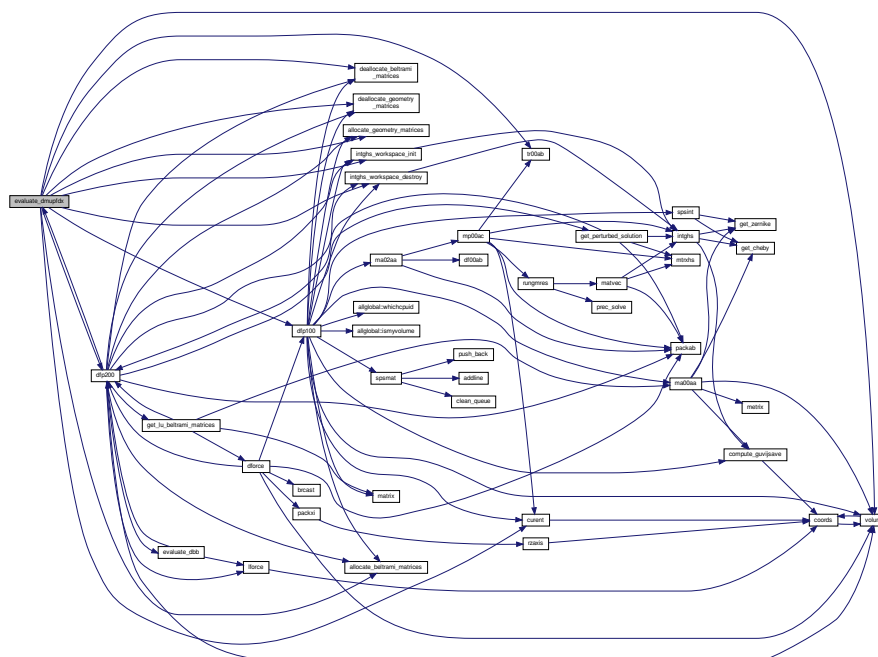 deallocate_beltrami
_matrices
deallocate_geometry
_matrices
allocate_geometry_matrices
intghs_workspace_init
tr00ab
intghs_workspace_destroy
evaluate_dmupfdx
spsint
get_zernike
mp00ac
get_perturbed_solution
intghs
get_cheby
ma02aa
df00ab
mtrxhs
rungmres
matvec
allglobal::whichcpuid
prec_solve
dfp100
allglobal::ismyvolume
push_back
packab
dfp200
spsmat
addline
ma00aa
clean_queue
metrix
get_lu_beltrami_matrices
compute_guvijsave
dforce
brcast
matrix
packxi
curent
coords
volum
rzaxis
evaluate_dbb
lforce
allocate_beltrami_matrices